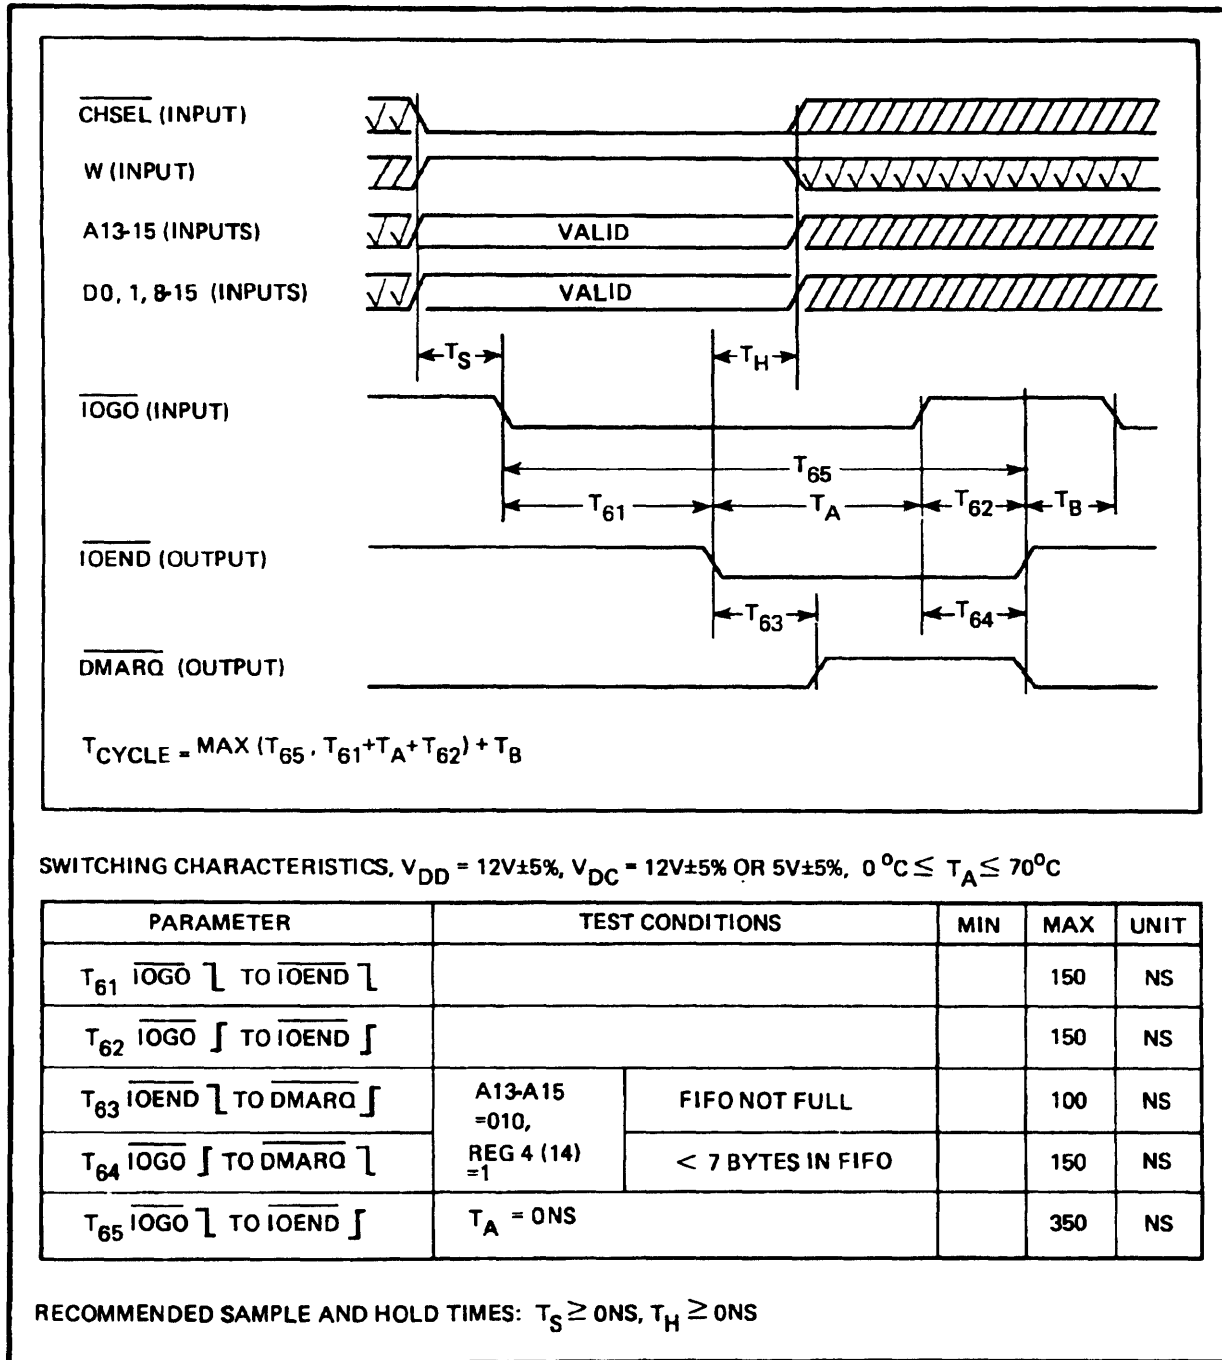 CHSEL (INPUT)
W (INPUT)
A13-15 (INPUTS) VALID
D0, 1, 8-15 (INPUTS) VALID
TS TH
IOGO (INPUT)
T65
T61 TA T62 TB
IOEND (OUTPUT)
T63 T64
DMARQ (OUTPUT)
TCYCLE = MAX (T65, T61+TA+T62) + TB
SWITCHING CHARACTERISTICS, VDD = 12V±5%, VDC = 12V±5% OR 5V±5%, 0 °C ≤ TA ≤ 70°C
PARAMETER TEST CONDITIONS MIN MAX UNIT
T61 IOGO TO IOEND 150 NS
T62 IOGO TO IOEND 150 NS
T63 IOEND TO DMARQ A13-A15 =010, FIFO NOT FULL 100 NS
T64 IOGO TO DMARQ REG 4 (14) =1 < 7 BYTES IN FIFO 150 NS
T65 IOGO TO IOEND TA = 0NS 350 NS
RECOMMENDED SAMPLE AND HOLD TIMES: TS ≥ 0NS, TH ≥ 0NS